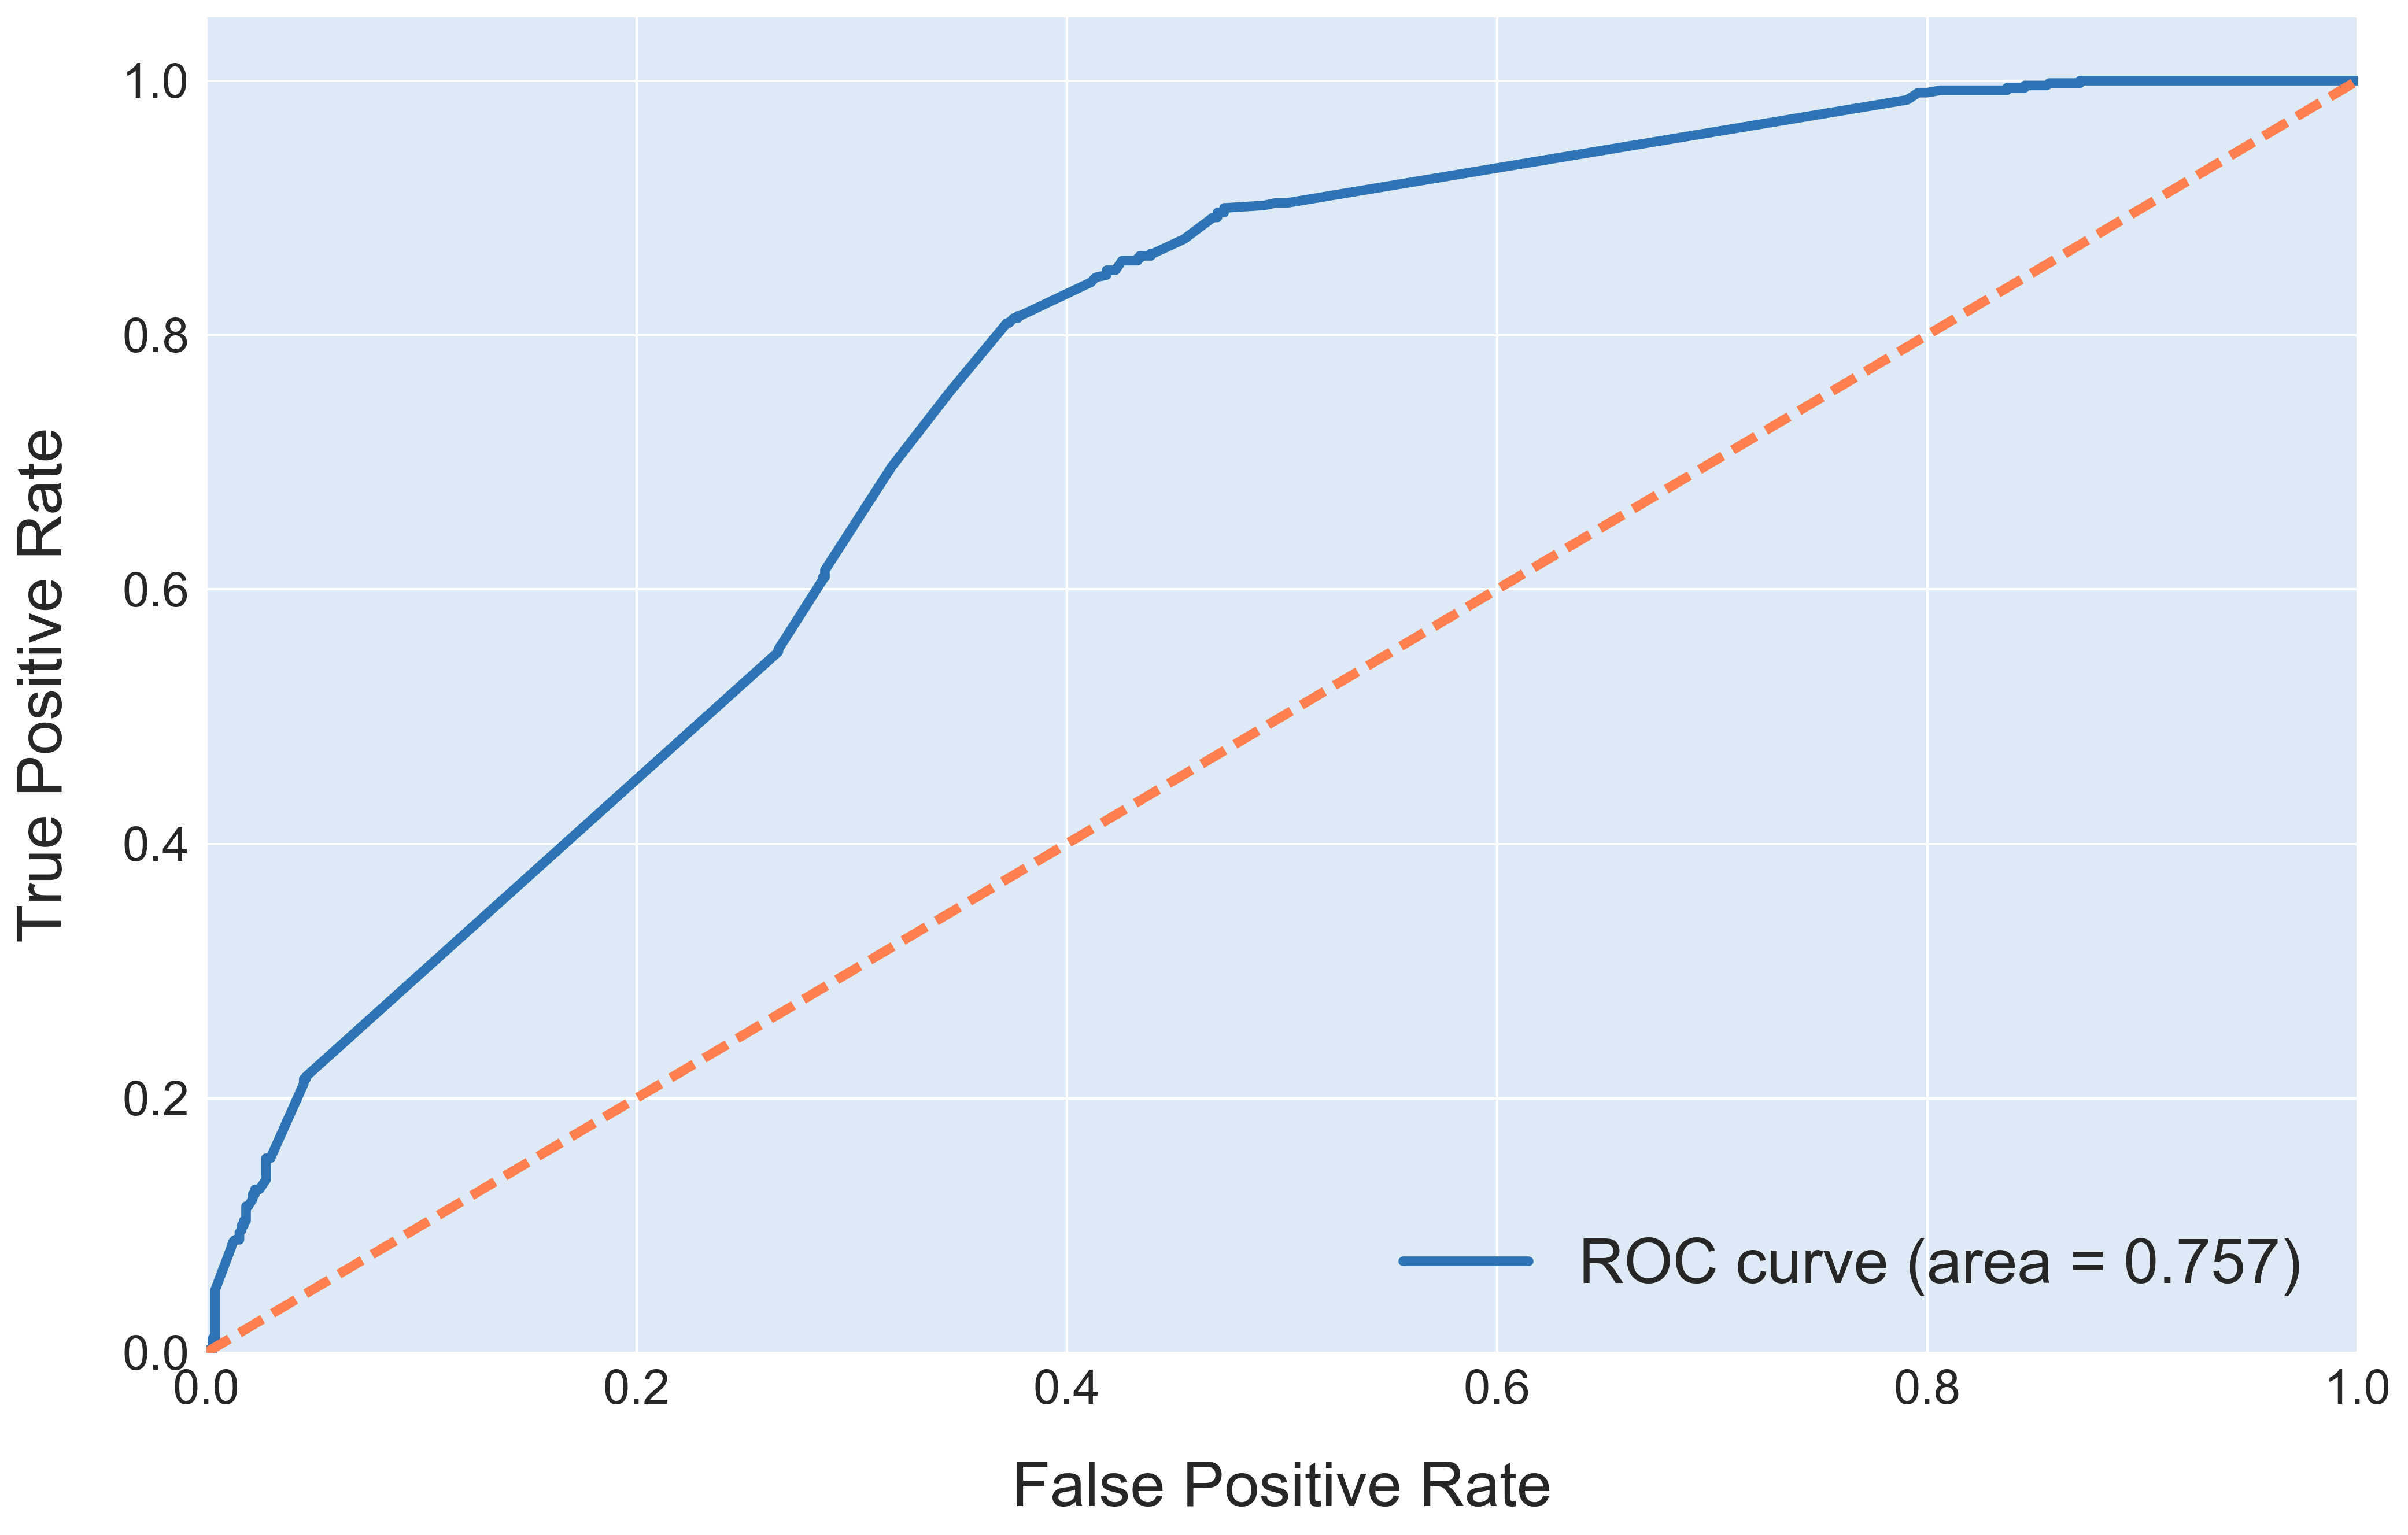 1.0
0.8
0.6
0.4
0.2
0.0
True Positive Rate
ROC curve (area = 0.757)
0.0 0.2 0.4 0.6 0.8 1.0
False Positive Rate